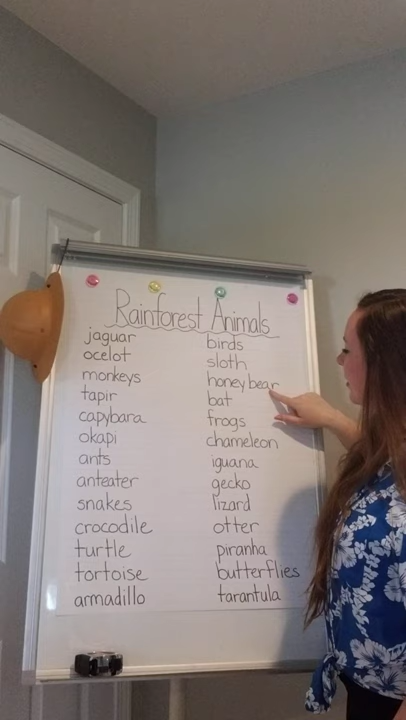 Rainforest Animals
jaguar
ocelot
monkeys
tapir
capybara
okapi
ants
anteater
snakes
crocodile
turtle
tortoise
armadillo
birds
sloth
honey bear
bat
frogs
chameleon
iguana
gecko
lizard
otter
piranha
butterflies
tarantula